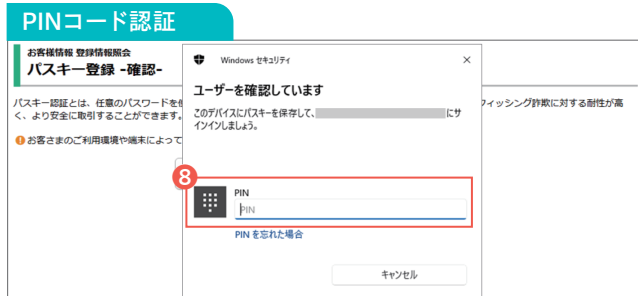 PINコード認証
お客様情報 登録情報照会
パスキー登録 -確認-
パスキー認証とは、任意のパスワードを使
く、より安全に取引することができます。
お客さまのご利用環境や端末によって
フィッシング詐欺に対する耐性が高
Windows セキュリティ
ユーザーを確認しています
このデバイスにパスキーを保存して、
にサ
インインしましょう。
8
PIN
PIN
PIN を忘れた場合
キャンセル